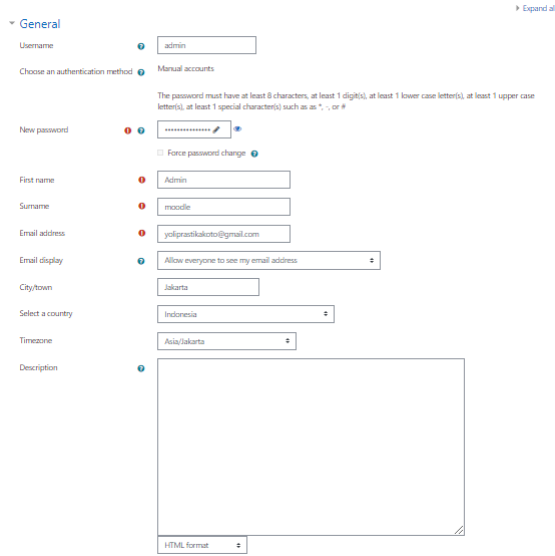 Expand al
General
Username
admin
Choose an authentication method
Manual accounts
The password must have at least 8 characters, at least 1 digit(s), at least 1 lower case letter(s), at least 1 upper case
letter(s), at least 1 special character(s) such as as *, -, or #
New password
•••••••••••••••
Force password change
First name
Admin
Surname
moodle
Email address
yoliprastikakoto@gmail.com
Email display
Allow everyone to see my email address
City/town
Jakarta
Select a country
Indonesia
Timezone
Asia/Jakarta
Description
HTML format